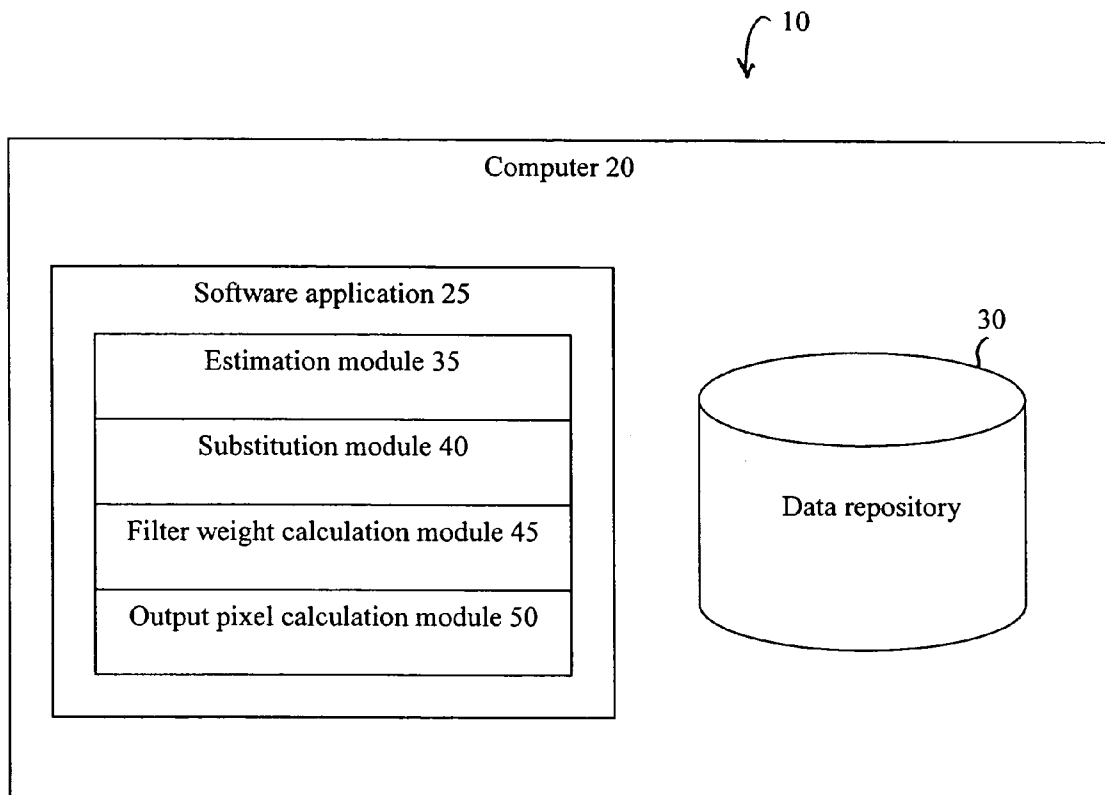 10
Computer 20
Software application 25
Estimation module 35
Substitution module 40
Filter weight calculation module 45
Output pixel calculation module 50
30
Data repository